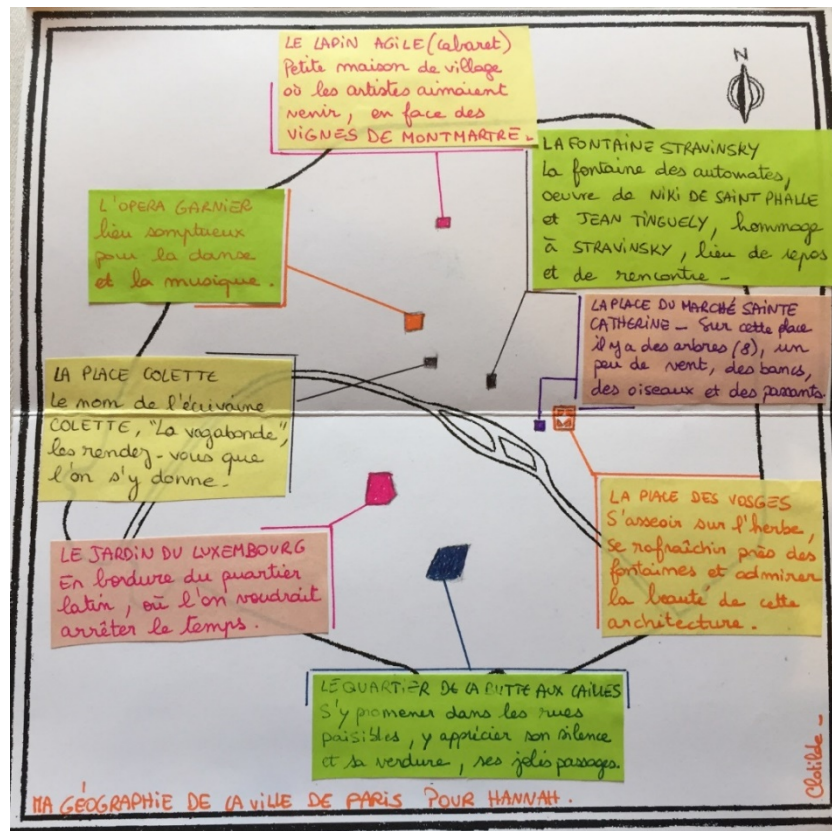 LE LAPIN AGILE (cabaret)
Petite maison de village
où les artistes aimaient
venir, en face des
VIGNES DE MONTMARTRE -
N
LA FONTAINE STRAVINSKY
La fontaine des automates,
oeuvre de NIKI DE SAINT PHALLE
et JEAN TINGUELY, hommage
à STRAVINSKY, lieu de repos
et de rencontre -
L'OPERA GARNIER
lieu somptueux
pour la danse
et la musique.
LA PLACE DU MARCHÉ SAINTE
CATHERINE - Sur cette place
il y a des arbres (8), un
peu de vent, des bancs,
des oiseaux et des passants.
LA PLACE COLETTE
Le nom de l'écrivaine
COLETTE, "La vagabonde",
les rendez-vous que
l'on s'y donne.
LA PLACE DES VOSGES
S'asseoir sur l'herbe,
se rafraîchir près des
fontaines et admirer
la beauté de cette
architecture.
LE JARDIN DU LUXEMBOURG
En bordure du quartier
latin, où l'on voudrait
arrêter le temps.
LE QUARTIER DE LA BUTTE AUX CAILLES
S'y promener dans les rues
paisibles, y apprécier son silence
et sa verdure, ses jolis passages.
MA GÉOGRAPHIE DE LA VILLE DE PARIS POUR HANNAH.
Clotilde -